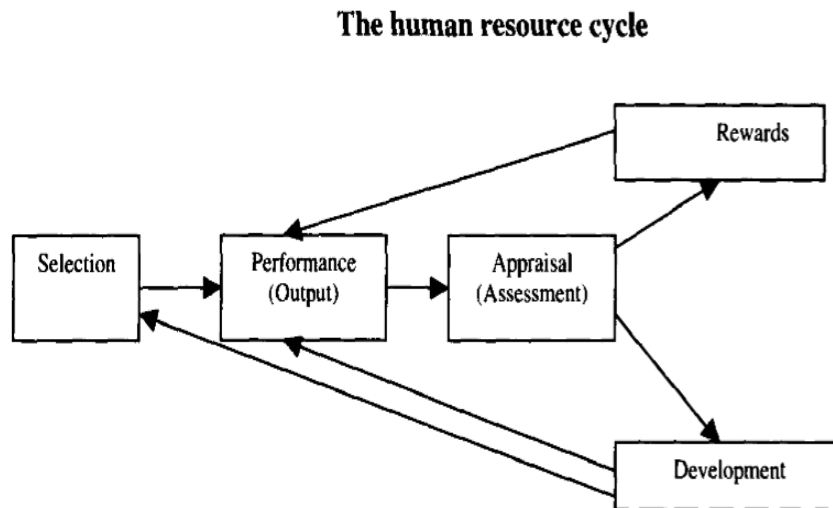 The human resource cycle
Rewards
Selection
Performance
(Output)
Appraisal
(Assessment)
Development